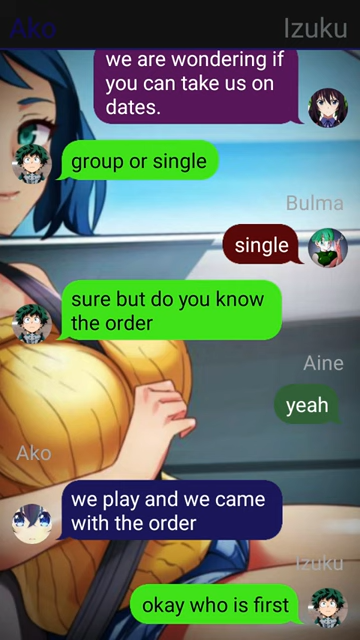 Ako
Izuku
we are wondering if
you can take us on
dates.
group or single
Bulma
single
sure but do you know
the order
Aine
yeah
Ako
we play and we came
with the order
izuku
okay who is first